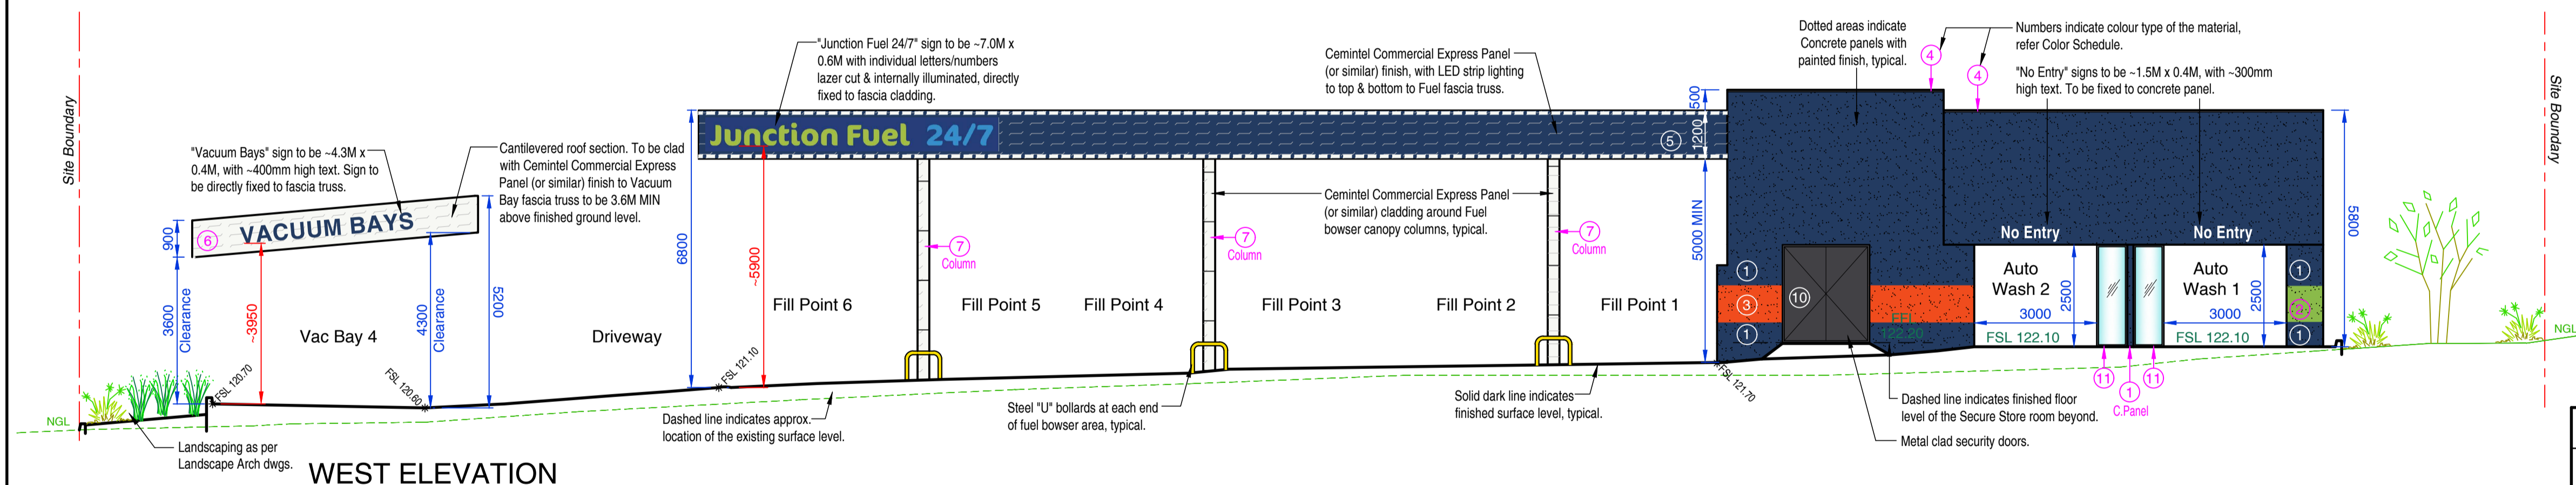 Site Boundary
"Vacuum Bays" sign to be ~4.3M x
0.4M, with ~400mm high text. Sign to
be directly fixed to fascia truss.
Cantilevered roof section. To be clad
with Cemintel Commercial Express
Panel (or similar) finish to Vacuum
Bay fascia truss to be 3.6M MIN
above finished ground level.
"Junction Fuel 24/7" sign to be ~7.0M x
0.6M with individual letters/numbers
lazer cut & internally illuminated, directly
fixed to fascia cladding.
Cemintel Commercial Express Panel
(or similar) finish, with LED strip lighting
to top & bottom to Fuel fascia truss.
Dotted areas indicate
Concrete panels with
painted finish, typical.
4
4
Numbers indicate colour type of the material,
refer Color Schedule.
"No Entry" signs to be ~1.5M x 0.4M, with ~300mm
high text. To be fixed to concrete panel.
Site Boundary
900
6
VACUUM BAYS
3600
Clearance
~3950
Vac Bay 4
4300
Clearance
5200
FSL 120.70
FSL 120.60
Driveway
6800
Junction Fuel 24/7
~5900
FSL 121.10
5
500
1200
5000 MIN
Cemintel Commercial Express Panel
(or similar) cladding around Fuel
bowser canopy columns, typical.
7
Column
7
Column
7
Column
Fill Point 6
Fill Point 5
Fill Point 4
Fill Point 3
Fill Point 2
Fill Point 1
1
3
1
10
FFL
122.20
FSL 121.70
No Entry
No Entry
Auto
Wash 2
2500
3000
FSL 122.10
Auto
Wash 1
2500
3000
FSL 122.10
1
2
1
5800
11
1
11
C.Panel
NGL
NGL
Landscaping as per
Landscape Arch dwgs.
Dashed line indicates approx.
location of the existing surface level.
Steel "U" bollards at each end
of fuel bowser area, typical.
Solid dark line indicates
finished surface level, typical.
Dashed line indicates finished floor
level of the Secure Store room beyond.
Metal clad security doors.
WEST ELEVATION